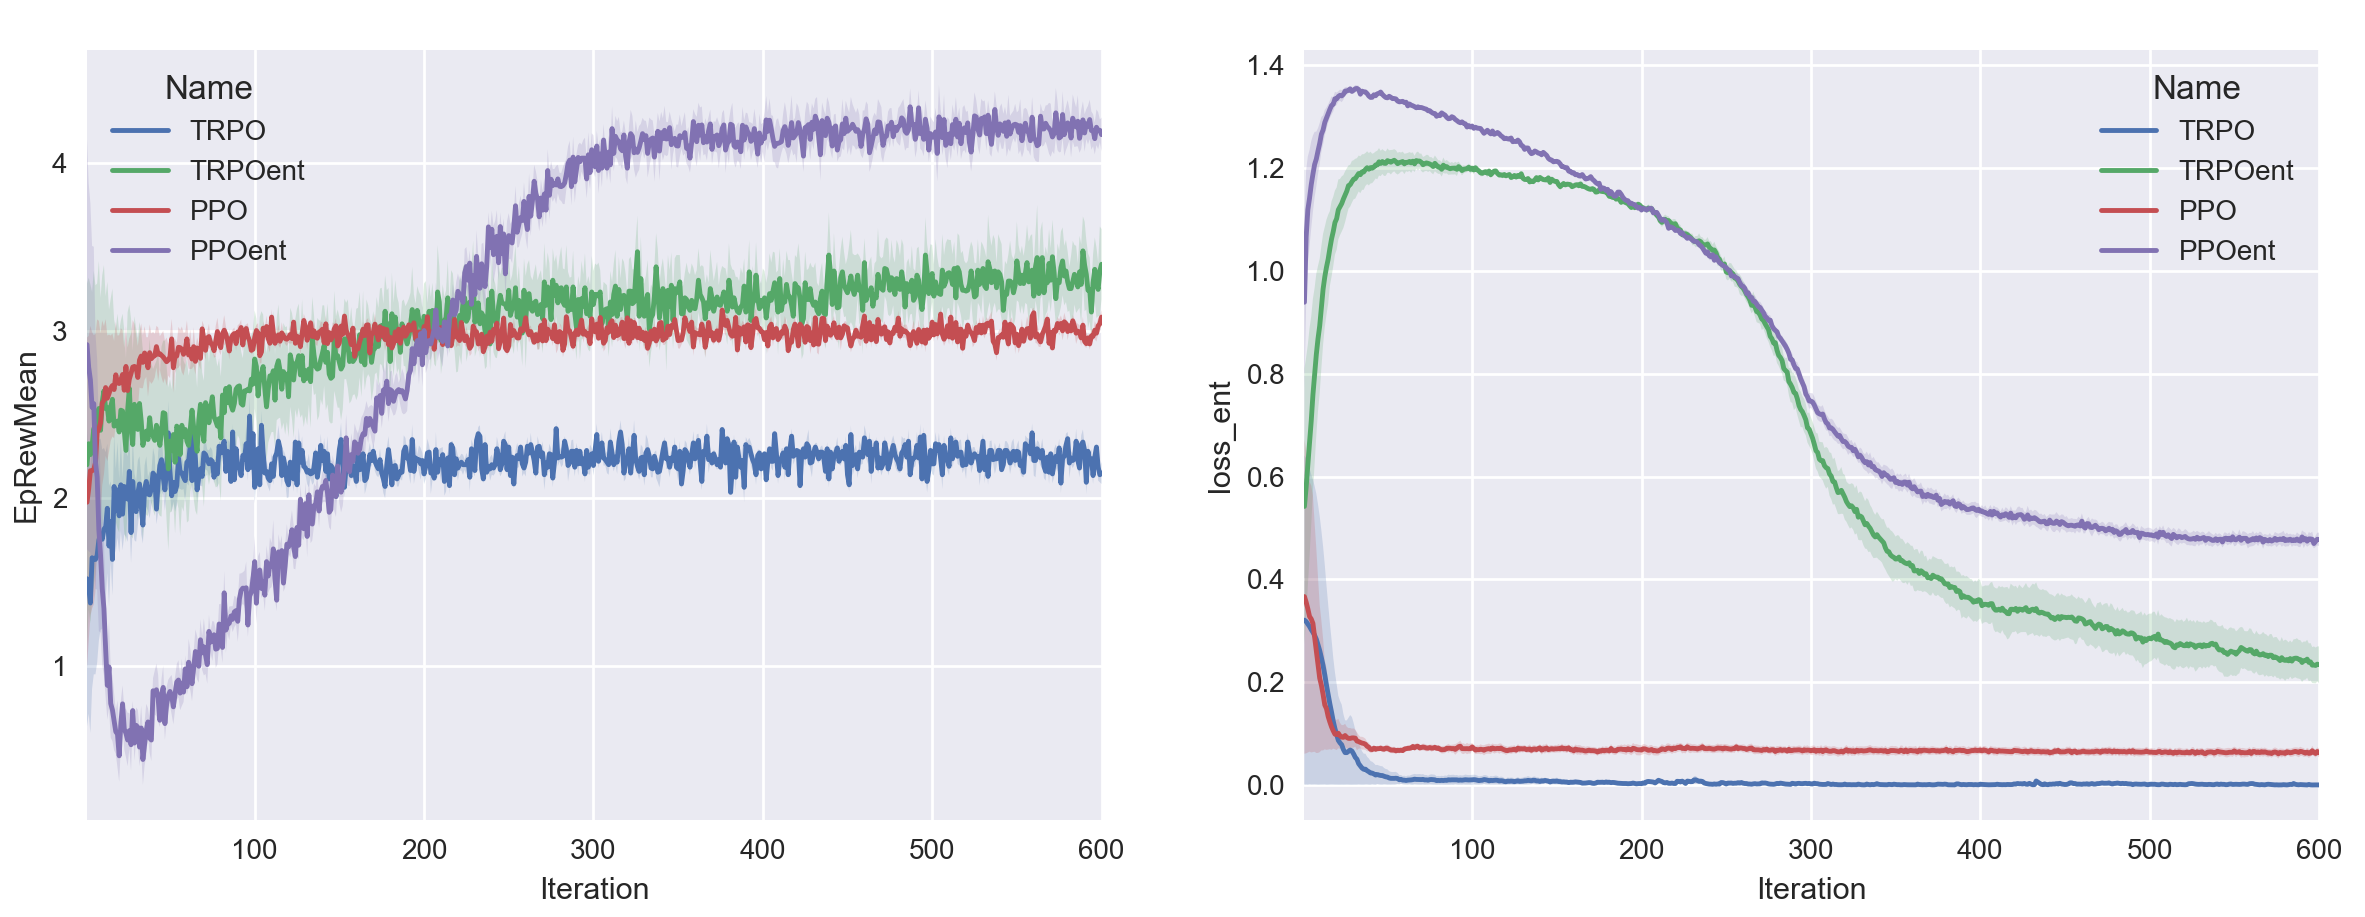 Name
TRPO
TRPOent
PPO
PPOent
4
3
2
1
EpRewMean
100 200 300 400 500 600
Iteration
Name
TRPO
TRPOent
PPO
PPOent
1.4
1.2
1.0
0.8
0.6
0.4
0.2
0.0
loss_ent
100 200 300 400 500 600
Iteration